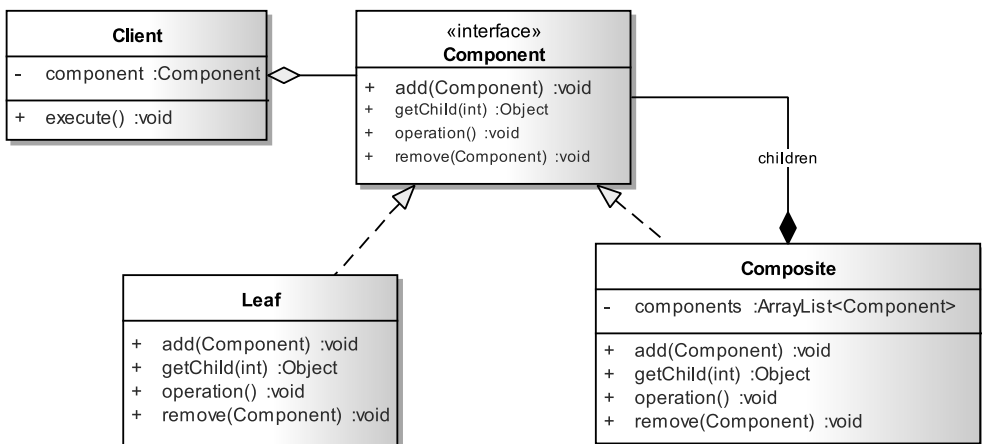 Client
- component :Component
+ execute() :void
«interface»
Component
+ add(Component) :void
+ getChild(int) :Object
+ operation() :void
+ remove(Component) :void
children
Leaf
+ add(Component) :void
+ getChild(int) :Object
+ operation() :void
+ remove(Component) :void
Composite
- components :ArrayList<Component>
+ add(Component) :void
+ getChild(int) :Object
+ operation() :void
+ remove(Component) :void